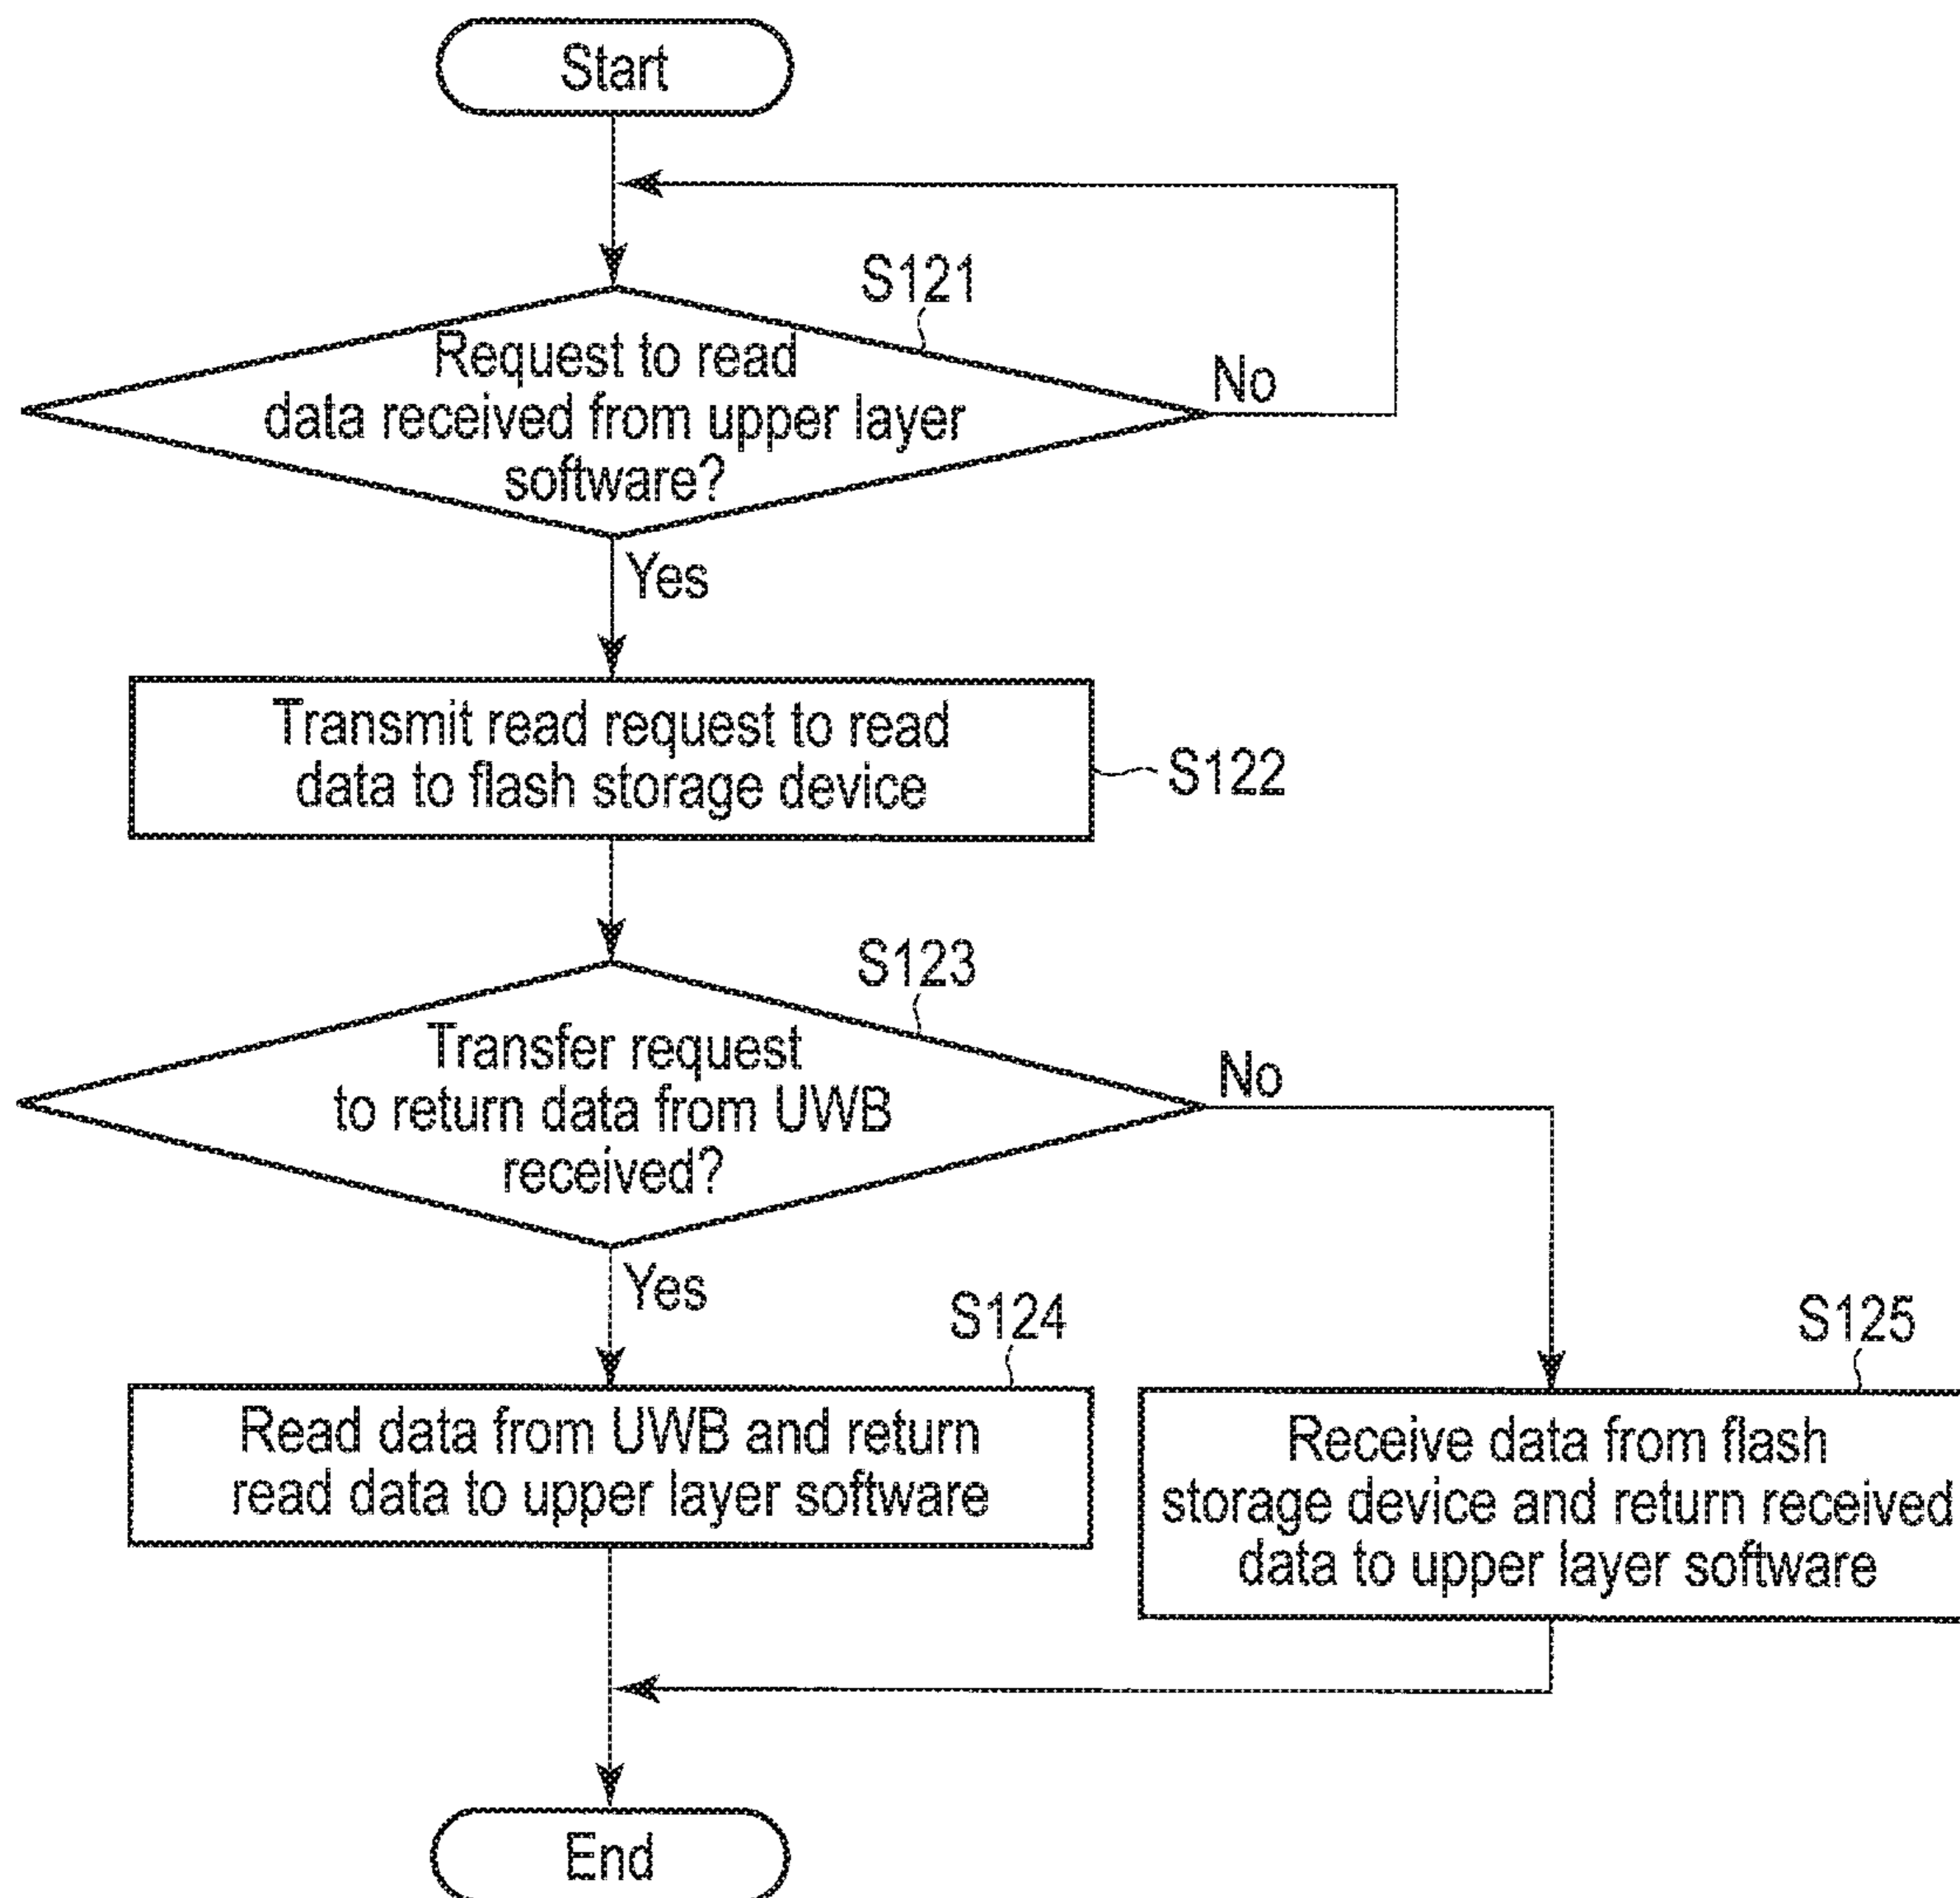 Start
S121
Request to read
data received from upper layer
software?
No
Yes
Transmit read request to read
data to flash storage device
S122
S123
Transfer request
to return data from UWB
received?
No
Yes
S124
Read data from UWB and return
read data to upper layer software
S125
Receive data from flash
storage device and return received
data to upper layer software
End